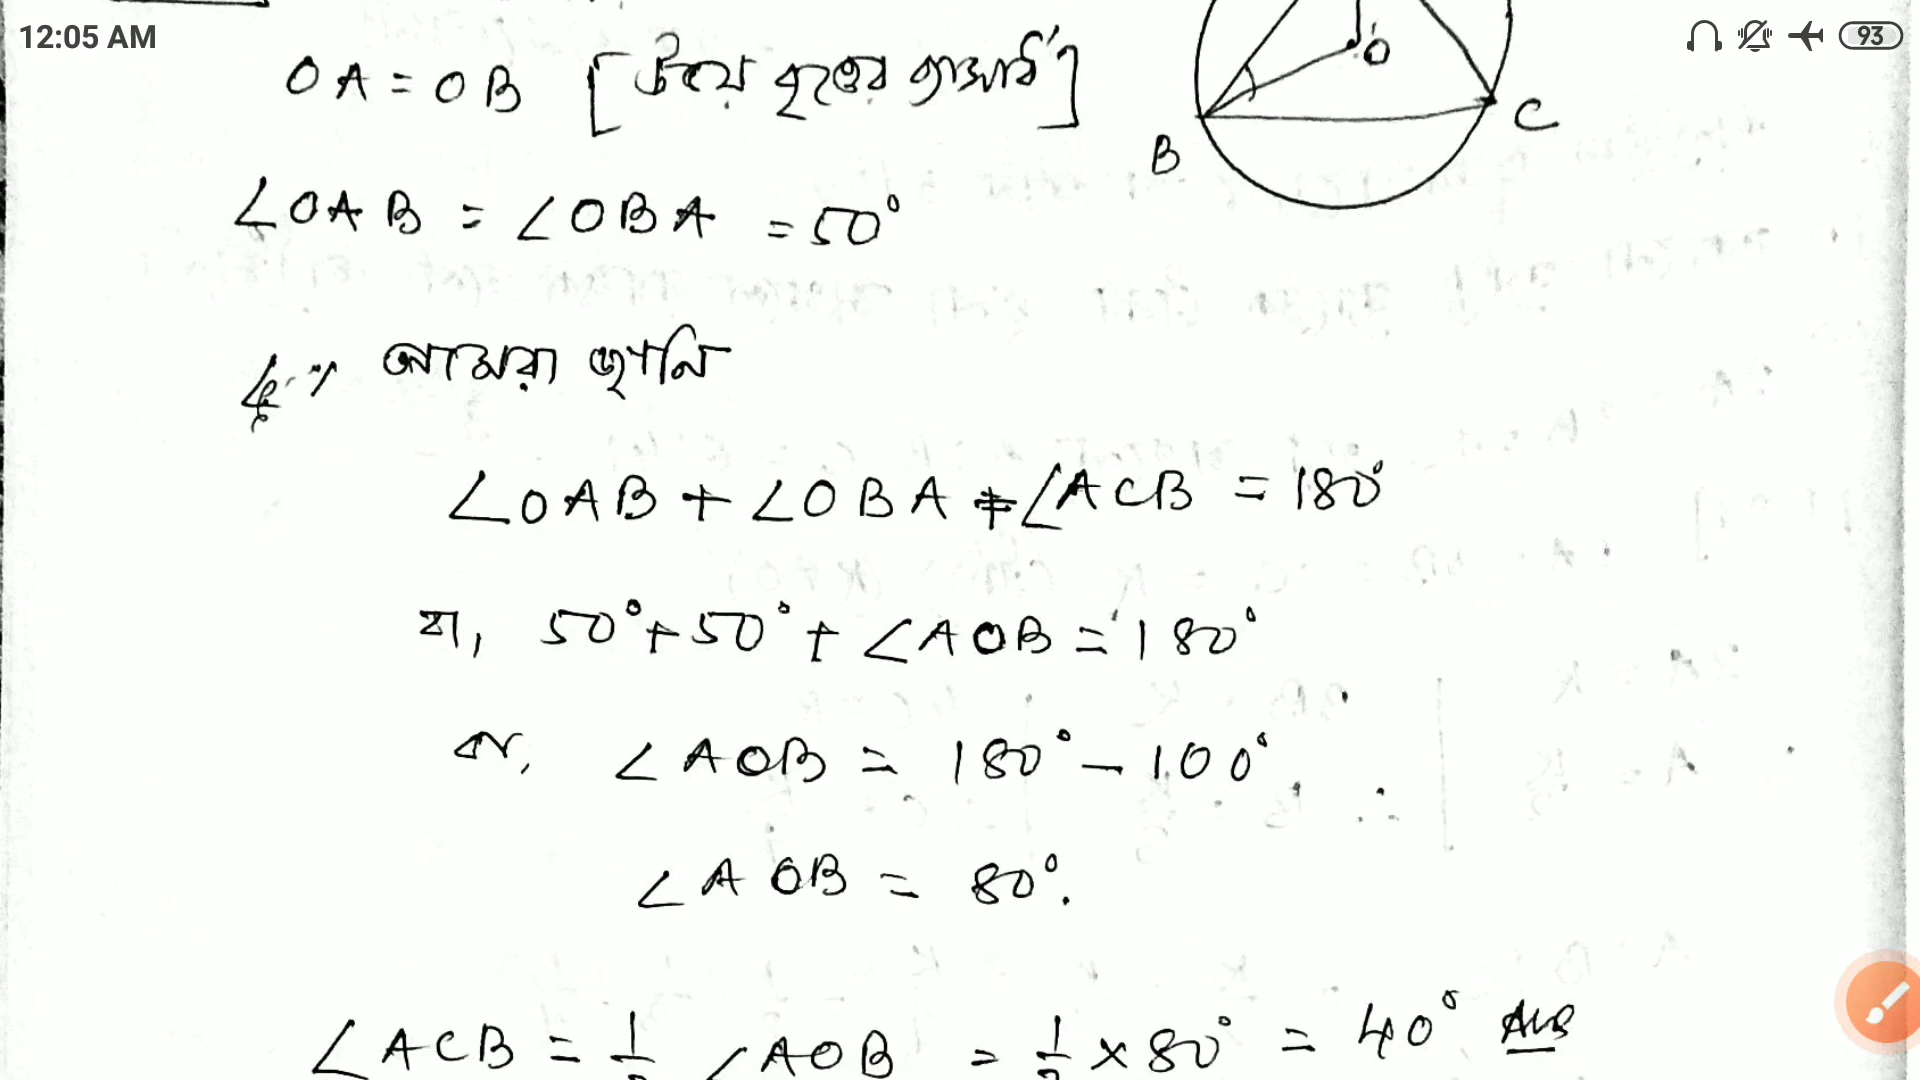 12:05 AM
93
O
B
C
OA = OB [উভয়ে বৃত্তের ব্যাসার্ধ]
∠OAB = ∠OBA = 50°
আমরা জানি
∠OAB + ∠OBA + ∠ACB = 180°
বা, 50° + 50° + ∠AOB = 180°
বা, ∠AOB = 180° - 100°
∠AOB = 80°.
∠ACB = 1/2 ∠AOB = 1/2 × 80° = 40° Ans